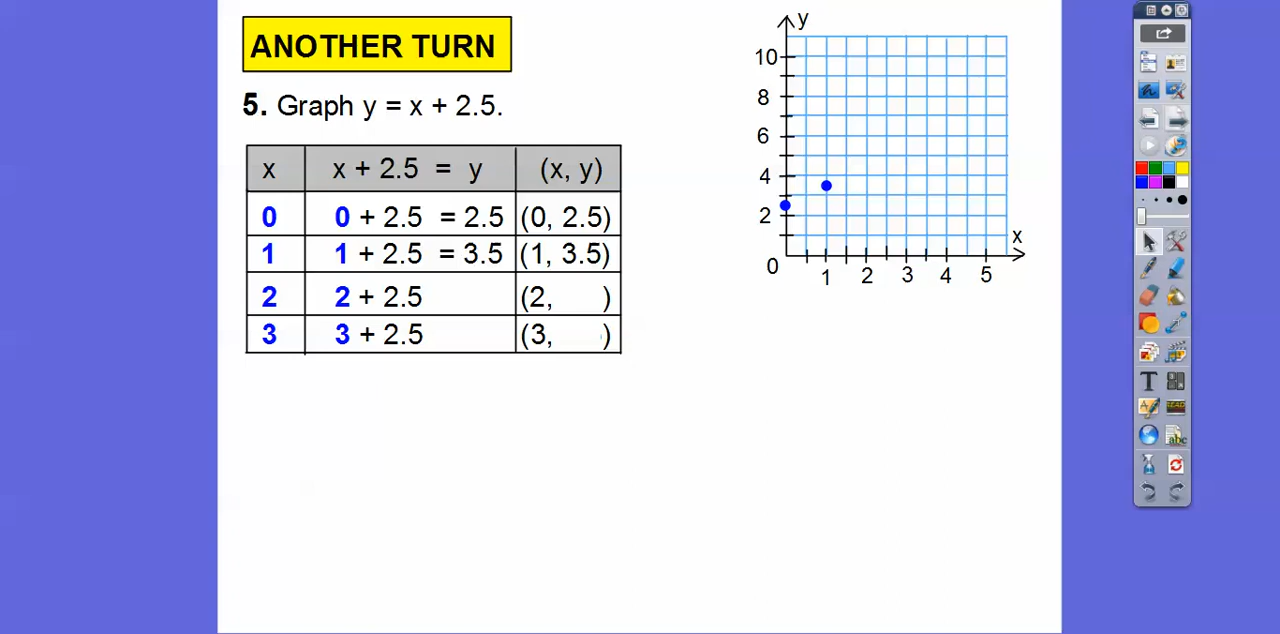 ANOTHER TURN
5. Graph y = x + 2.5.
x x + 2.5 = y (x, y)
0 0 + 2.5 = 2.5 (0, 2.5)
1 1 + 2.5 = 3.5 (1, 3.5)
2 2 + 2.5 (2, )
3 3 + 2.5 (3, )
y
10
8
6
4
2
0
x
1 2 3 4 5
T
abc